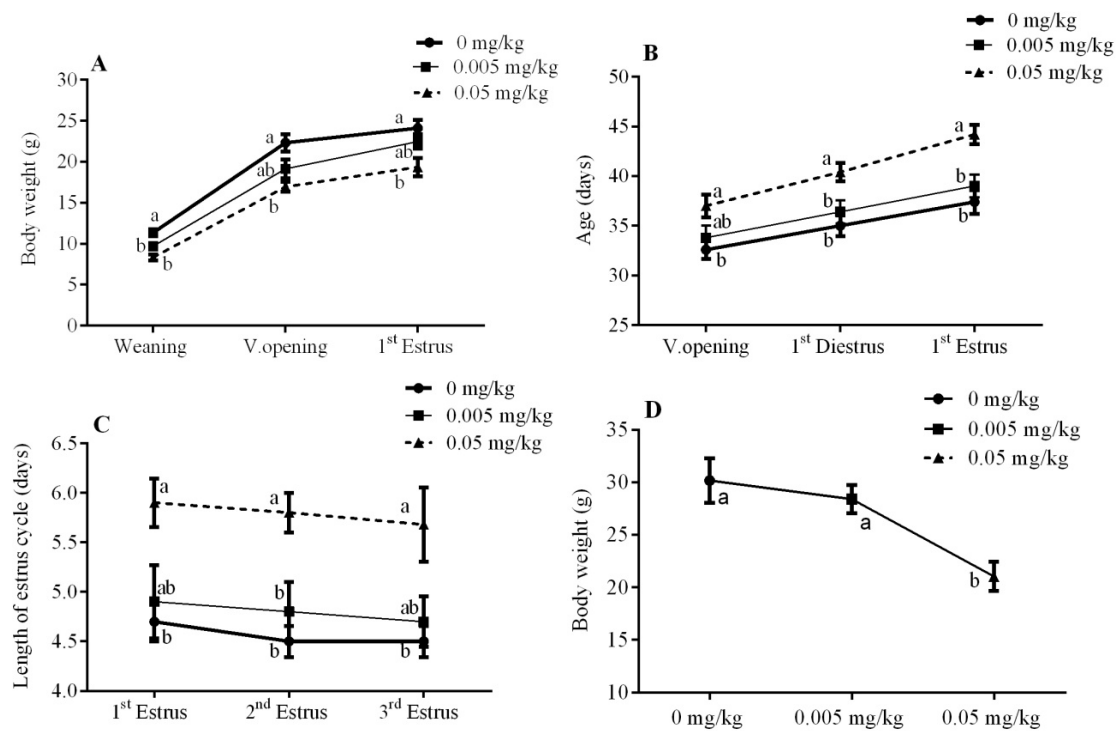 A
0 mg/kg
0.005 mg/kg
0.05 mg/kg
Body weight (g)
30
25
20
15
10
5
0
a
b
b
a
ab
b
a
ab
b
Weaning
V.opening
1st Estrus
B
0 mg/kg
0.005 mg/kg
0.05 mg/kg
Age (days)
50
45
40
35
30
25
a
ab
b
a
b
b
a
b
b
V.opening
1st Diestrus
1st Estrus
C
0 mg/kg
0.005 mg/kg
0.05 mg/kg
Length of estrus cycle (days)
6.5
6.0
5.5
5.0
4.5
4.0
a
ab
b
a
b
b
a
ab
b
1st Estrus
2nd Estrus
3rd Estrus
D
0 mg/kg
0.005 mg/kg
0.05 mg/kg
Body weight (g)
35
30
25
20
15
10
a
a
b
0 mg/kg
0.005 mg/kg
0.05 mg/kg